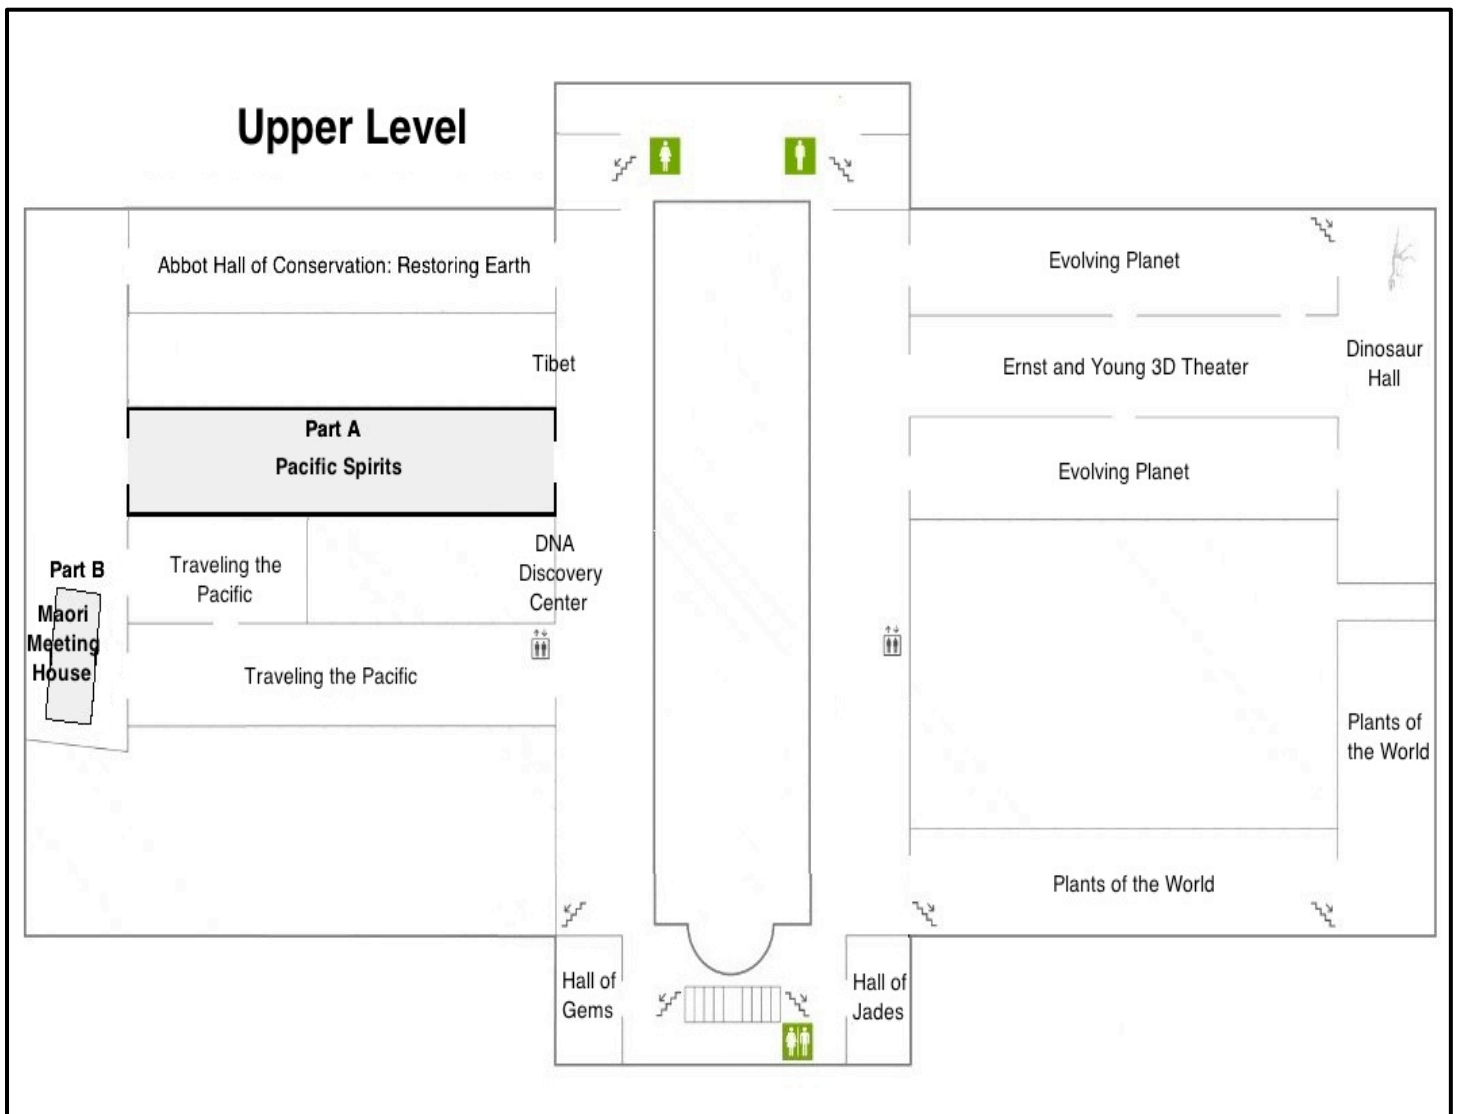 Upper Level
Abbot Hall of Conservation: Restoring Earth
Evolving Planet
Tibet
Ernst and Young 3D Theater
Dinosaur
Hall
Part A
Pacific Spirits
Evolving Planet
DNA
Discovery
Center
Traveling the
Pacific
Part B
Maori
Meeting
House
Traveling the Pacific
Plants of
the World
Plants of the World
Hall of
Gems
Hall of
Jades